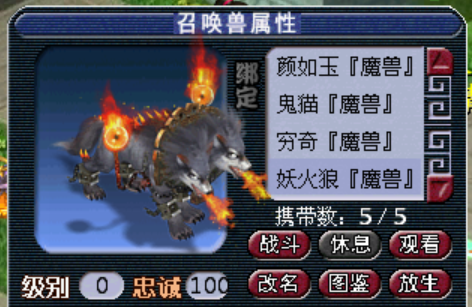 召唤兽属性
绑定
颜如玉『魔兽』
鬼猫『魔兽』
穷奇『魔兽』
妖火狼『魔兽』
携带数：5/5
战斗 休息 观看
级别 0 忠诚 100 改名 图鉴 放生